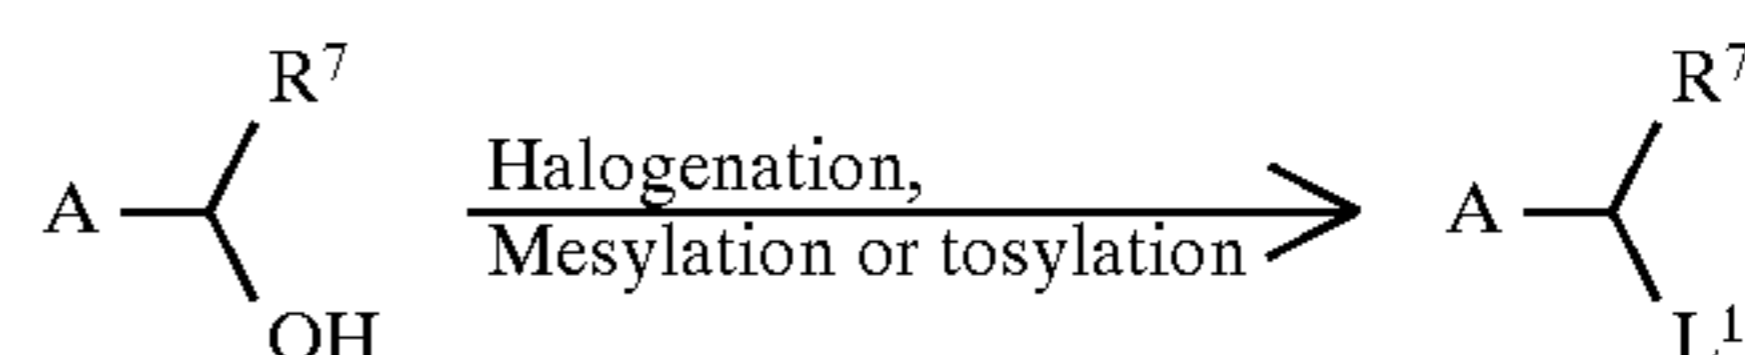 R⁷
R⁷
Halogenation,
A
A
Mesylation or tosylation
OH
L¹